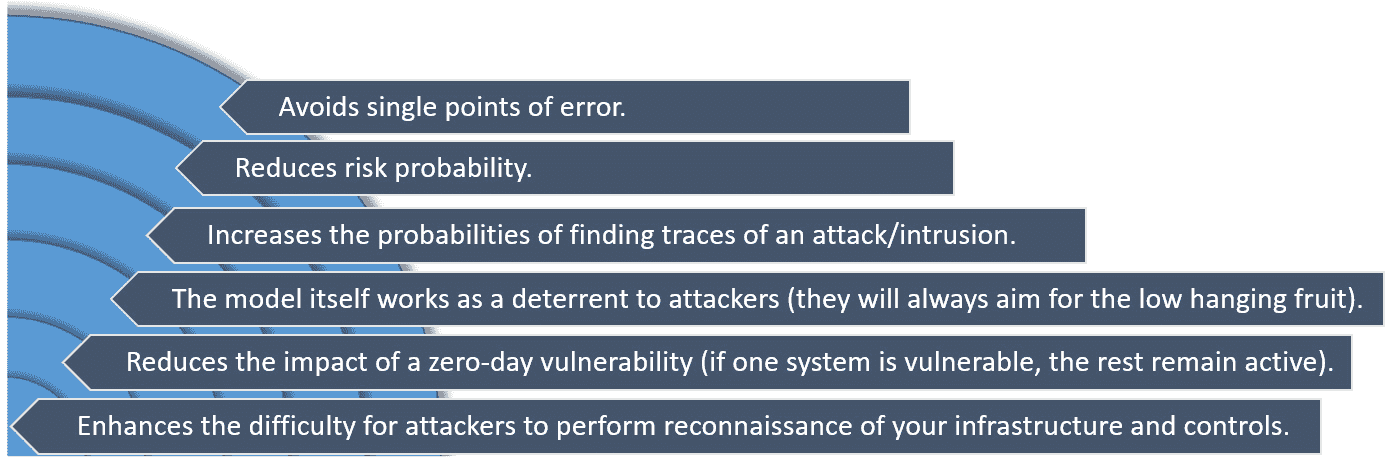 Avoids single points of error.
Reduces risk probability.
Increases the probabilities of finding traces of an attack/intrusion.
The model itself works as a deterrent to attackers (they will always aim for the low hanging fruit).
Reduces the impact of a zero-day vulnerability (if one system is vulnerable, the rest remain active).
Enhances the difficulty for attackers to perform reconnaissance of your infrastructure and controls.